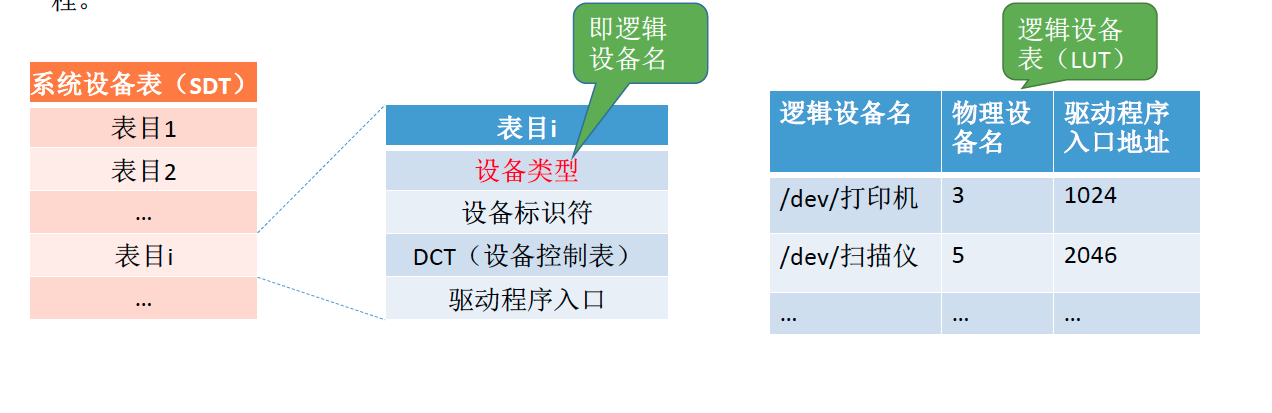 程。
即逻辑
设备名
逻辑设备
表（LUT）
系统设备表（SDT）
表目1
表目2
…
表目i
…
表目i
设备类型
设备标识符
DCT（设备控制表）
驱动程序入口
逻辑设备名 物理设备名 驱动程序入口地址
/dev/打印机 3 1024
/dev/扫描仪 5 2046
… … …